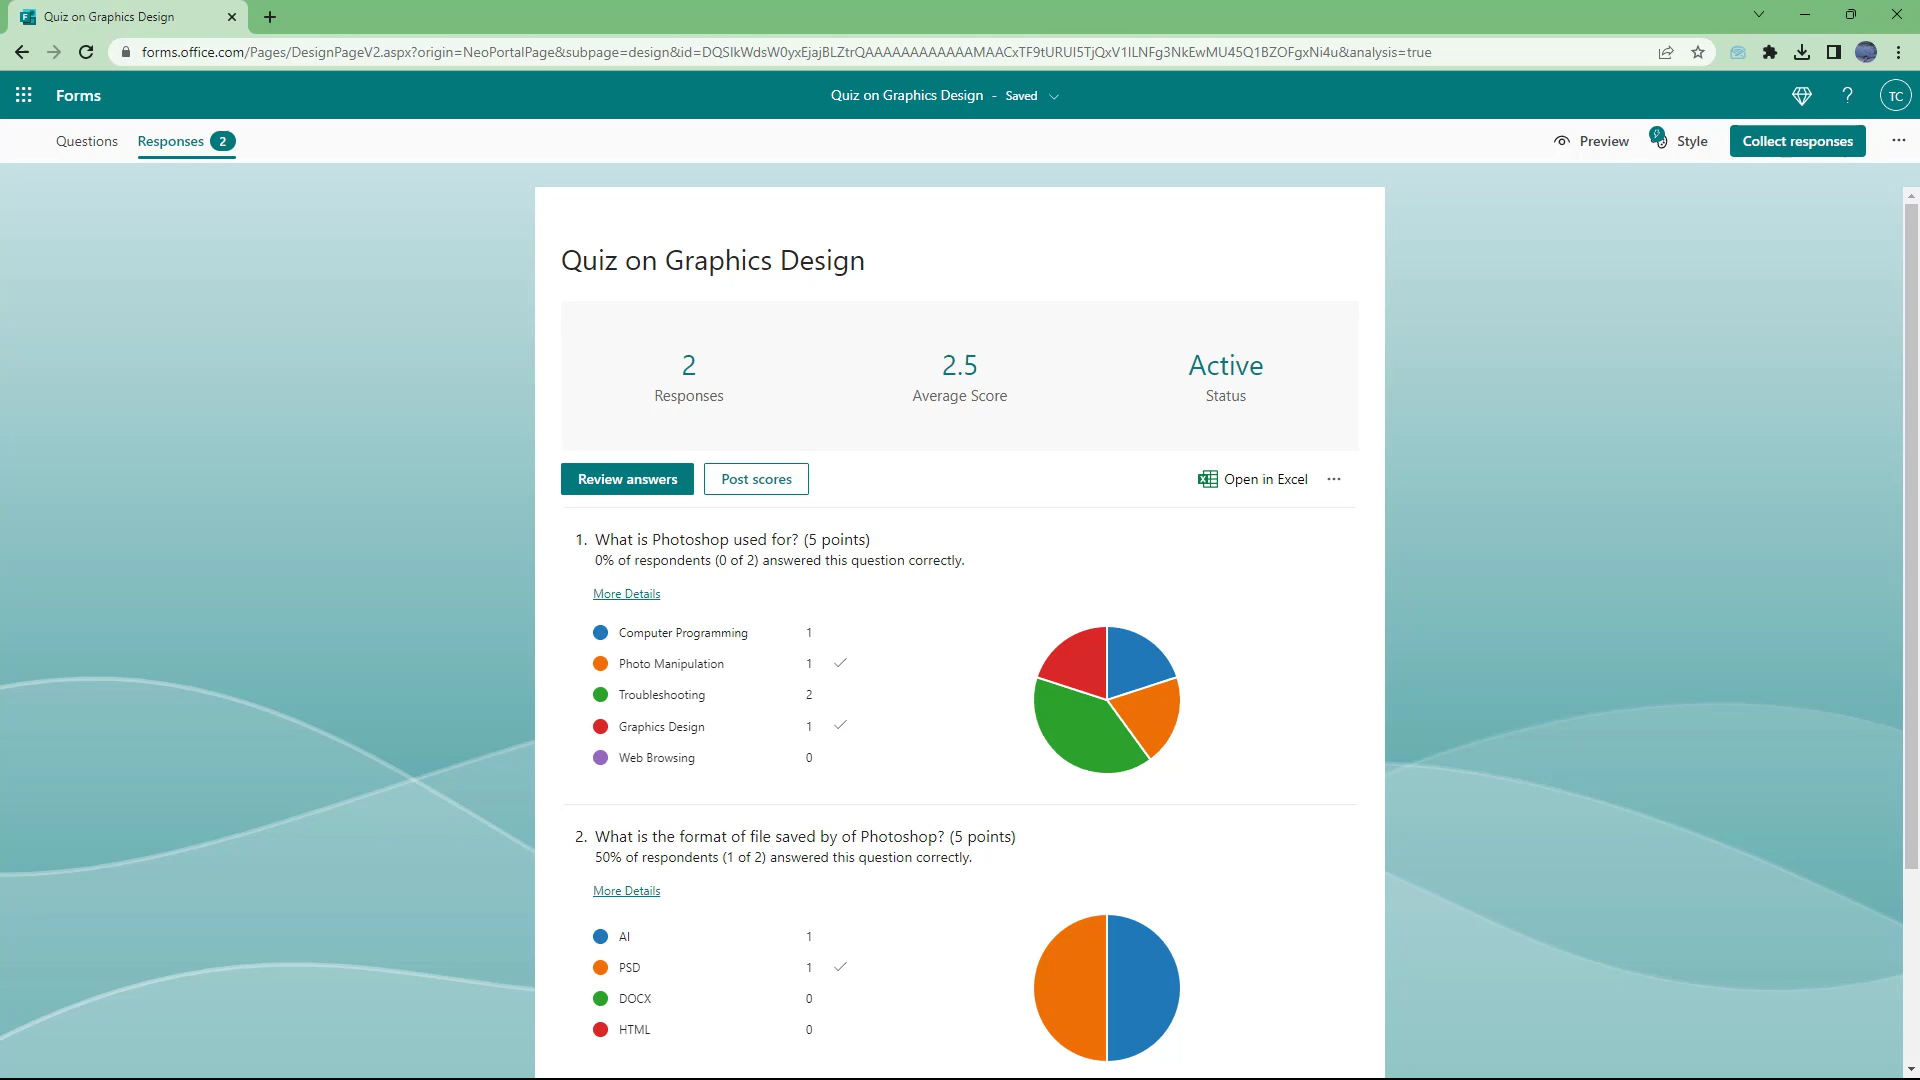 Quiz on Graphics Design
forms.office.com/Pages/DesignPageV2.aspx?origin=NeoPortalPage&subpage=design&id=DQSIkWdsW0yxEjajBLZtrQAAAAAAAAAAAAMAACxTF9tURUI5TjQxV1lLNFg3NkEwMU45Q1BZOFgxNi4u&analysis=true
Forms
Quiz on Graphics Design - Saved
?
TC
Questions
Responses 2
Preview
Style
Collect responses
Quiz on Graphics Design
2
Responses
2.5
Average Score
Active
Status
Review answers
Post scores
Open in Excel
1. What is Photoshop used for? (5 points)
0% of respondents (0 of 2) answered this question correctly.
More Details
Computer Programming 1
Photo Manipulation 1
Troubleshooting 2
Graphics Design 1
Web Browsing 0
2. What is the format of file saved by of Photoshop? (5 points)
50% of respondents (1 of 2) answered this question correctly.
More Details
AI 1
PSD 1
DOCX 0
HTML 0